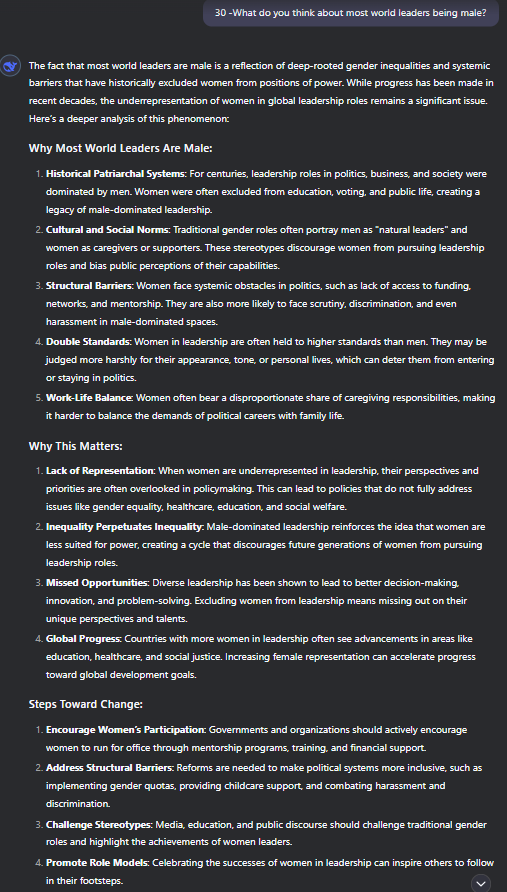 30 -What do you think about most world leaders being male?
The fact that most world leaders are male is a reflection of deep-rooted gender inequalities and systemic
barriers that have historically excluded women from positions of power. While progress has been made in
recent decades, the underrepresentation of women in global leadership roles remains a significant issue.
Here's a deeper analysis of this phenomenon:
Why Most World Leaders Are Male:
1. Historical Patriarchal Systems: For centuries, leadership roles in politics, business, and society were
dominated by men. Women were often excluded from education, voting, and public life, creating a
legacy of male-dominated leadership.
2. Cultural and Social Norms: Traditional gender roles often portray men as "natural leaders" and
women as caregivers or supporters. These stereotypes discourage women from pursuing leadership
roles and bias public perceptions of their capabilities.
3. Structural Barriers: Women face systemic obstacles in politics, such as lack of access to funding,
networks, and mentorship. They are also more likely to face scrutiny, discrimination, and even
harassment in male-dominated spaces.
4. Double Standards: Women in leadership are often held to higher standards than men. They may be
judged more harshly for their appearance, tone, or personal lives, which can deter them from entering
or staying in politics.
5. Work-Life Balance: Women often bear a disproportionate share of caregiving responsibilities, making
it harder to balance the demands of political careers with family life.
Why This Matters:
1. Lack of Representation: When women are underrepresented in leadership, their perspectives and
priorities are often overlooked in policymaking. This can lead to policies that do not fully address
issues like gender equality, healthcare, education, and social welfare.
2. Inequality Perpetuates Inequality: Male-dominated leadership reinforces the idea that women are
less suited for power, creating a cycle that discourages future generations of women from pursuing
leadership roles.
3. Missed Opportunities: Diverse leadership has been shown to lead to better decision-making,
innovation, and problem-solving. Excluding women from leadership means missing out on their
unique perspectives and talents.
4. Global Progress: Countries with more women in leadership often see advancements in areas like
education, healthcare, and social justice. Increasing female representation can accelerate progress
toward global development goals.
Steps Toward Change:
1. Encourage Women's Participation: Governments and organizations should actively encourage
women to run for office through mentorship programs, training, and financial support.
2. Address Structural Barriers: Reforms are needed to make political systems more inclusive, such as
implementing gender quotas, providing childcare support, and combating harassment and
discrimination.
3. Challenge Stereotypes: Media, education, and public discourse should challenge traditional gender
roles and highlight the achievements of women leaders.
4. Promote Role Models: Celebrating the successes of women in leadership can inspire others to follow
in their footsteps.